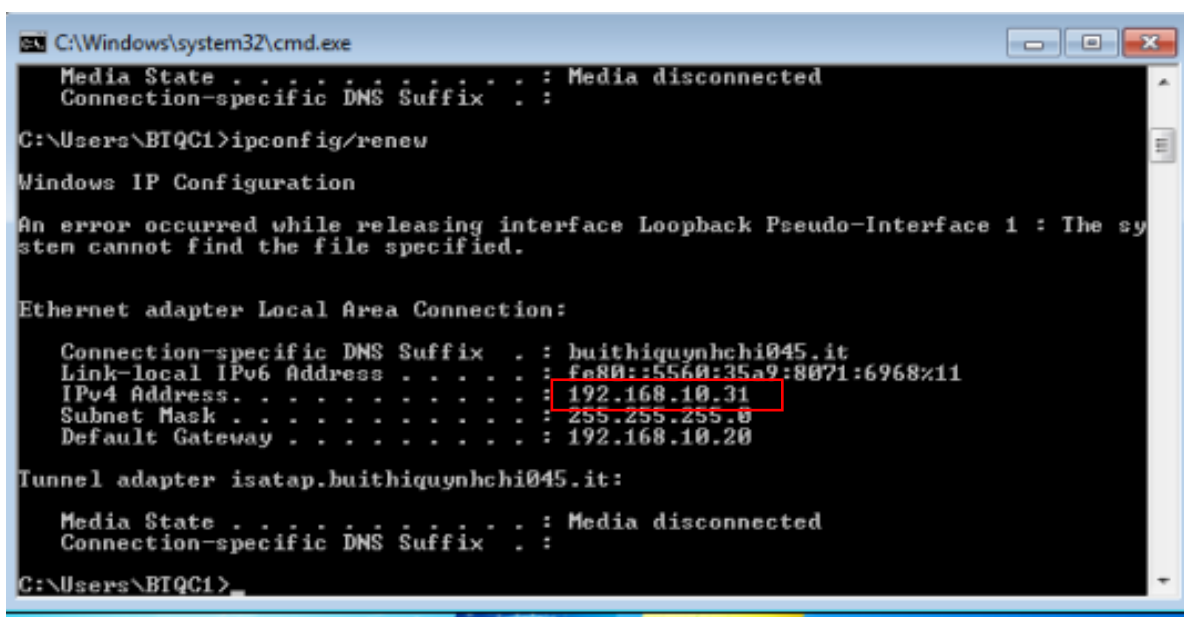 C:\Windows\system32\cmd.exe
Media State . . . . . . . . . . . : Media disconnected
Connection-specific DNS Suffix  . :
C:\Users\BTQC1>ipconfig/renew
Windows IP Configuration
An error occurred while releasing interface Loopback Pseudo-Interface 1 : The sy
stem cannot find the file specified.
Ethernet adapter Local Area Connection:
Connection-specific DNS Suffix  . : buithiquynhchi045.it
Link-local IPv6 Address . . . . . : fe80::5560:35a9:8071:6968%11
IPv4 Address. . . . . . . . . . . : 192.168.10.31
Subnet Mask . . . . . . . . . . . : 255.255.255.0
Default Gateway . . . . . . . . . : 192.168.10.20
Tunnel adapter isatap.buithiquynhchi045.it:
Media State . . . . . . . . . . . : Media disconnected
Connection-specific DNS Suffix  . :
C:\Users\BTQC1>_